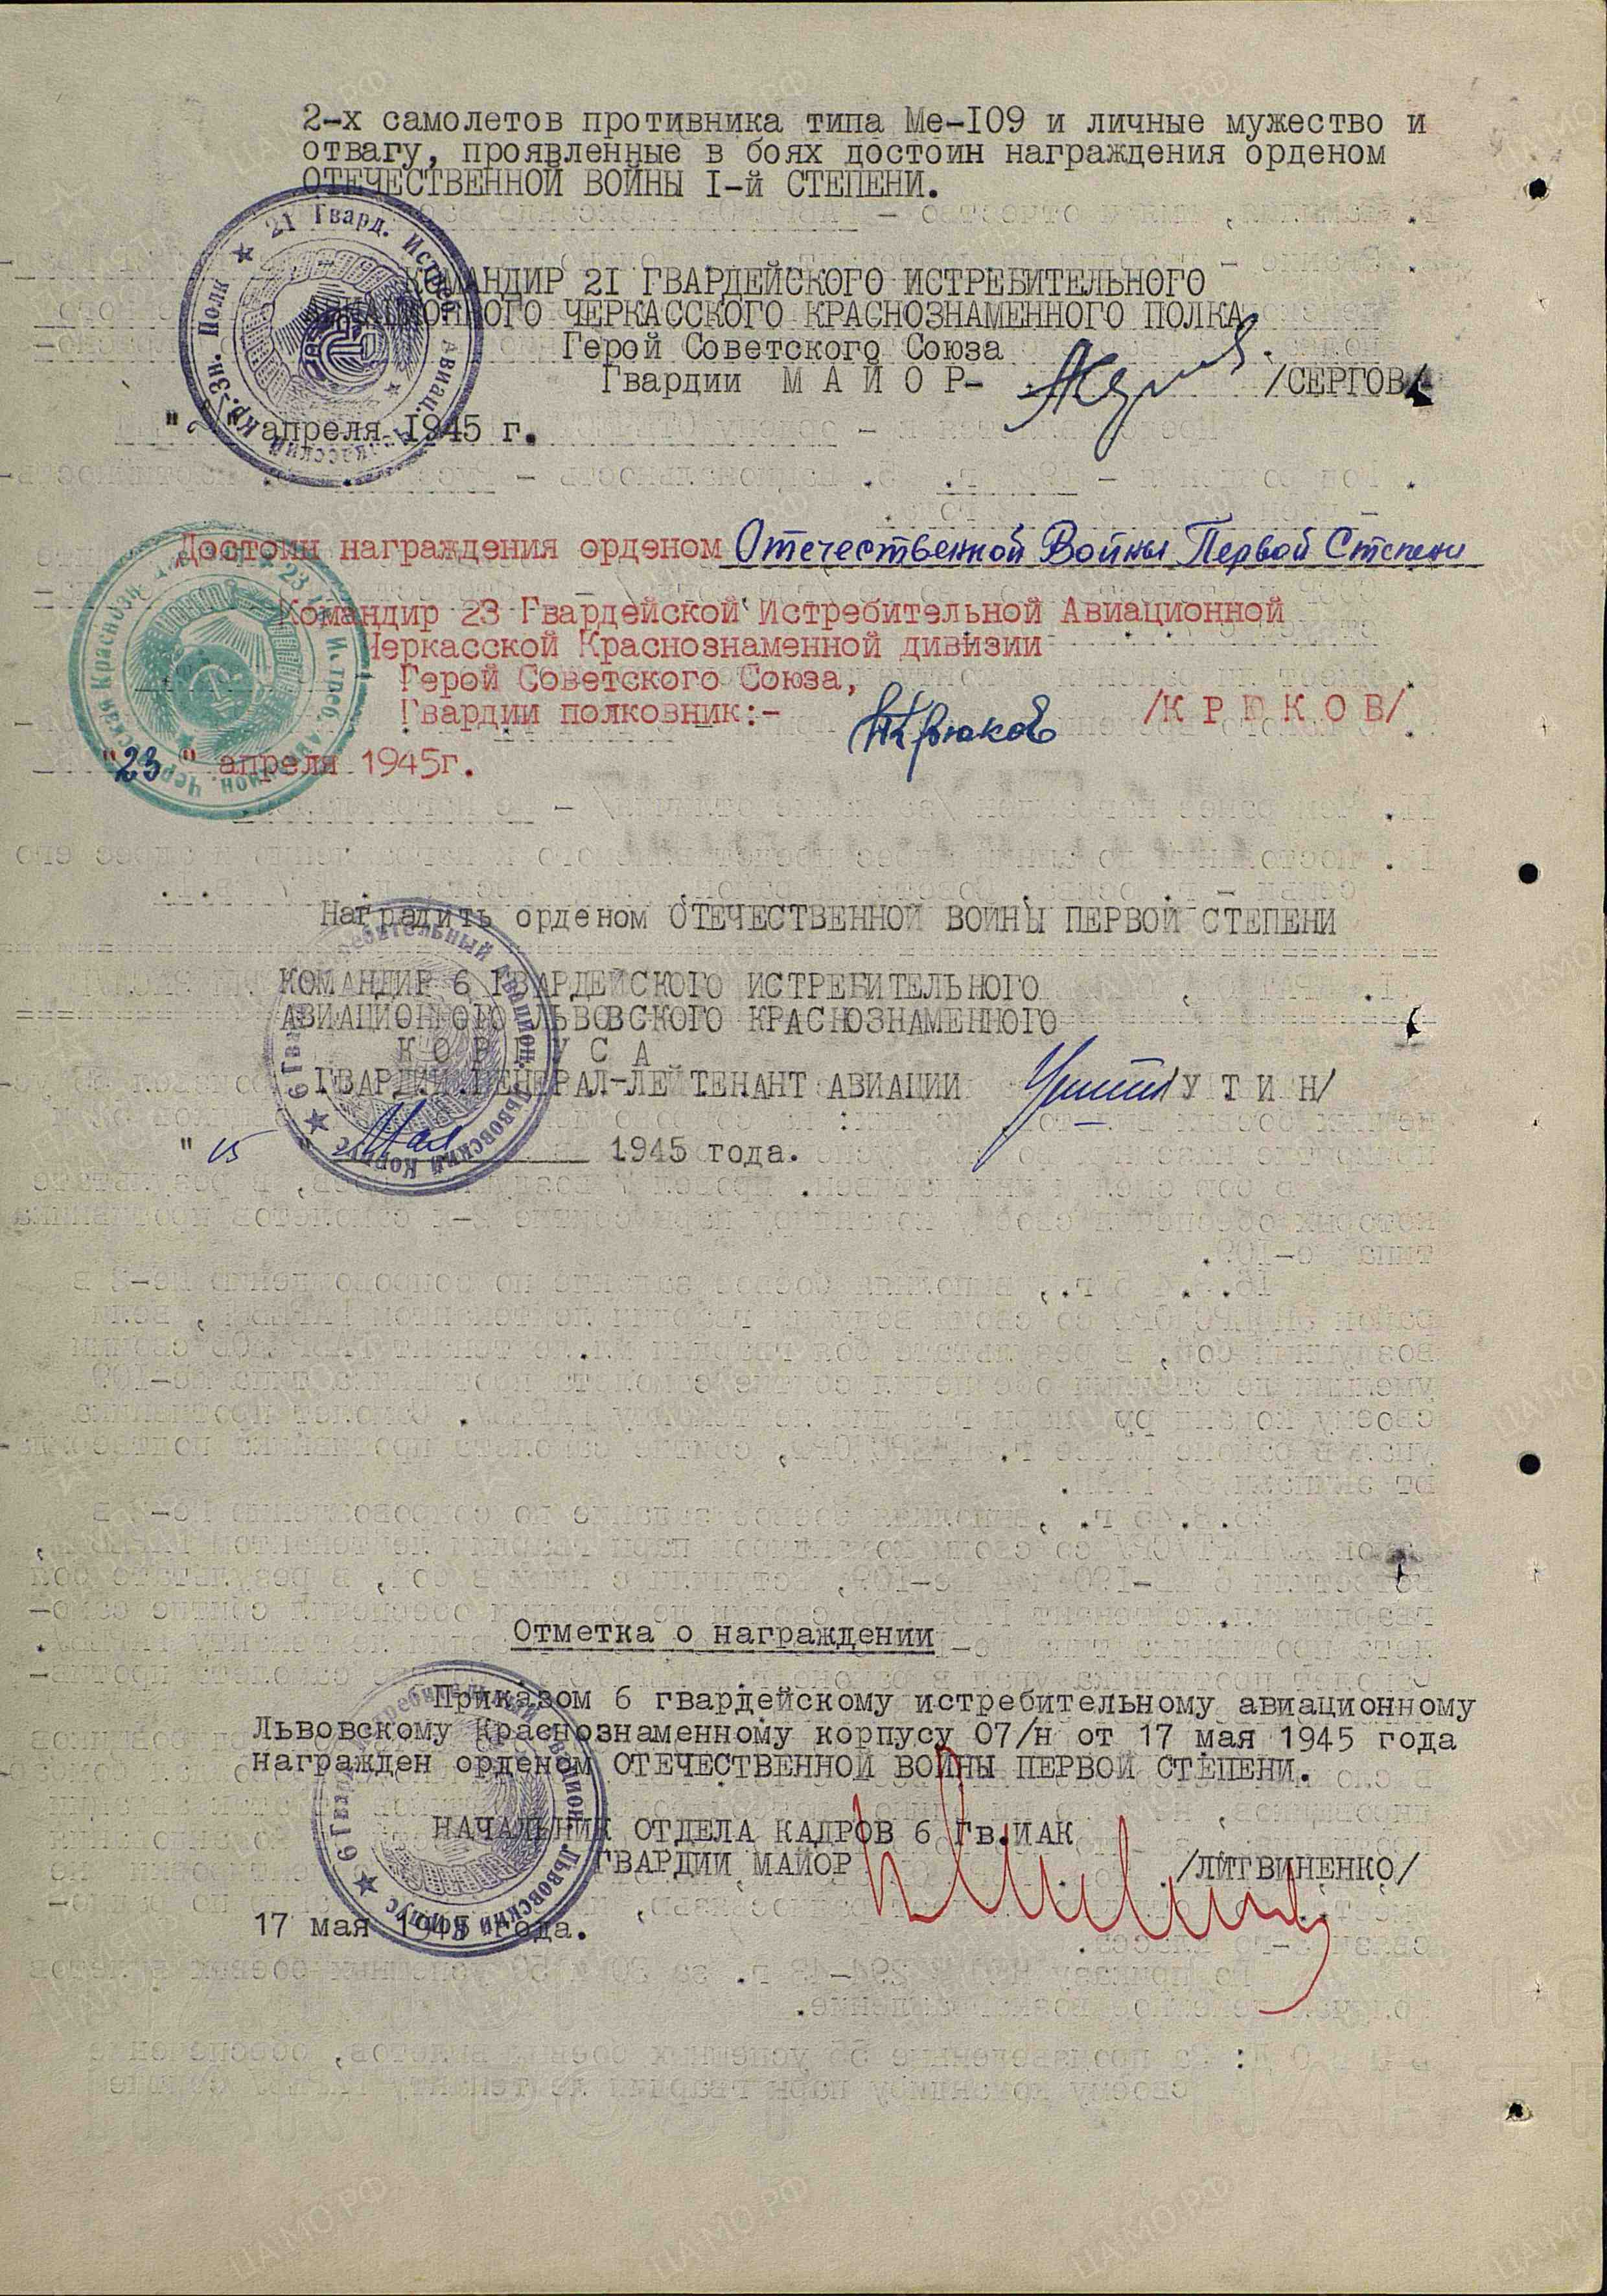 2-х самолетов противника типа Ме-I09 и личные мужество и
отвагу, проявленные в боях достоин награждения орденом
ОТЕЧЕСТВЕННОЙ ВОЙНЫ I-й СТЕПЕНИ.
КОМАНДИР 2I ГВАРДЕЙСКОГО ИСТРЕБИТЕЛЬНОГО
АВИАЦИОННОГО ЧЕРКАССКОГО КРАСНОЗНАМЕННОГО ПОЛКА
Герой Советского Союза
Гвардии М А Й О Р- /СЕРГОВ/
апреля 1945 г.
Достоин награждения орденом Отечественной Войны Первой Степени
Командир 23 Гвардейской Истребительной Авиационной
Черкасской Краснознаменной дивизии
Герой Советского Союза,
Гвардии полковник:- Крюков /К Р Ю К О В/
"23" апреля 1945г.
Наградить орденом ОТЕЧЕСТВЕННОЙ ВОЙНЫ ПЕРВОЙ СТЕПЕНИ
КОМАНДИР 6 ГВАРДЕЙСКОГО ИСТРЕБИТЕЛЬНОГО
АВИАЦИОННОГО ЛЬВОВСКОГО КРАСНОЗНАМЕННОГО
К О Р П У С А
ГВАРДИИ ГЕНЕРАЛ-ЛЕЙТЕНАНТ АВИАЦИИ У Т И Н/
" 15 Мая 1945 года.
Отметка о награждении
Приказом 6 гвардейскому истребительному авиационному
Львовскому Краснознаменному корпусу 07/н от 17 мая 1945 года
награжден орденом ОТЕЧЕСТВЕННОЙ ВОЙНЫ ПЕРВОЙ СТЕПЕНИ.
НАЧАЛЬНИК ОТДЕЛА КАДРОВ 6 Гв.ИАК
ГВАРДИИ МАЙОР /ЛИТВИНЕНКО/
17 мая 1945 года.